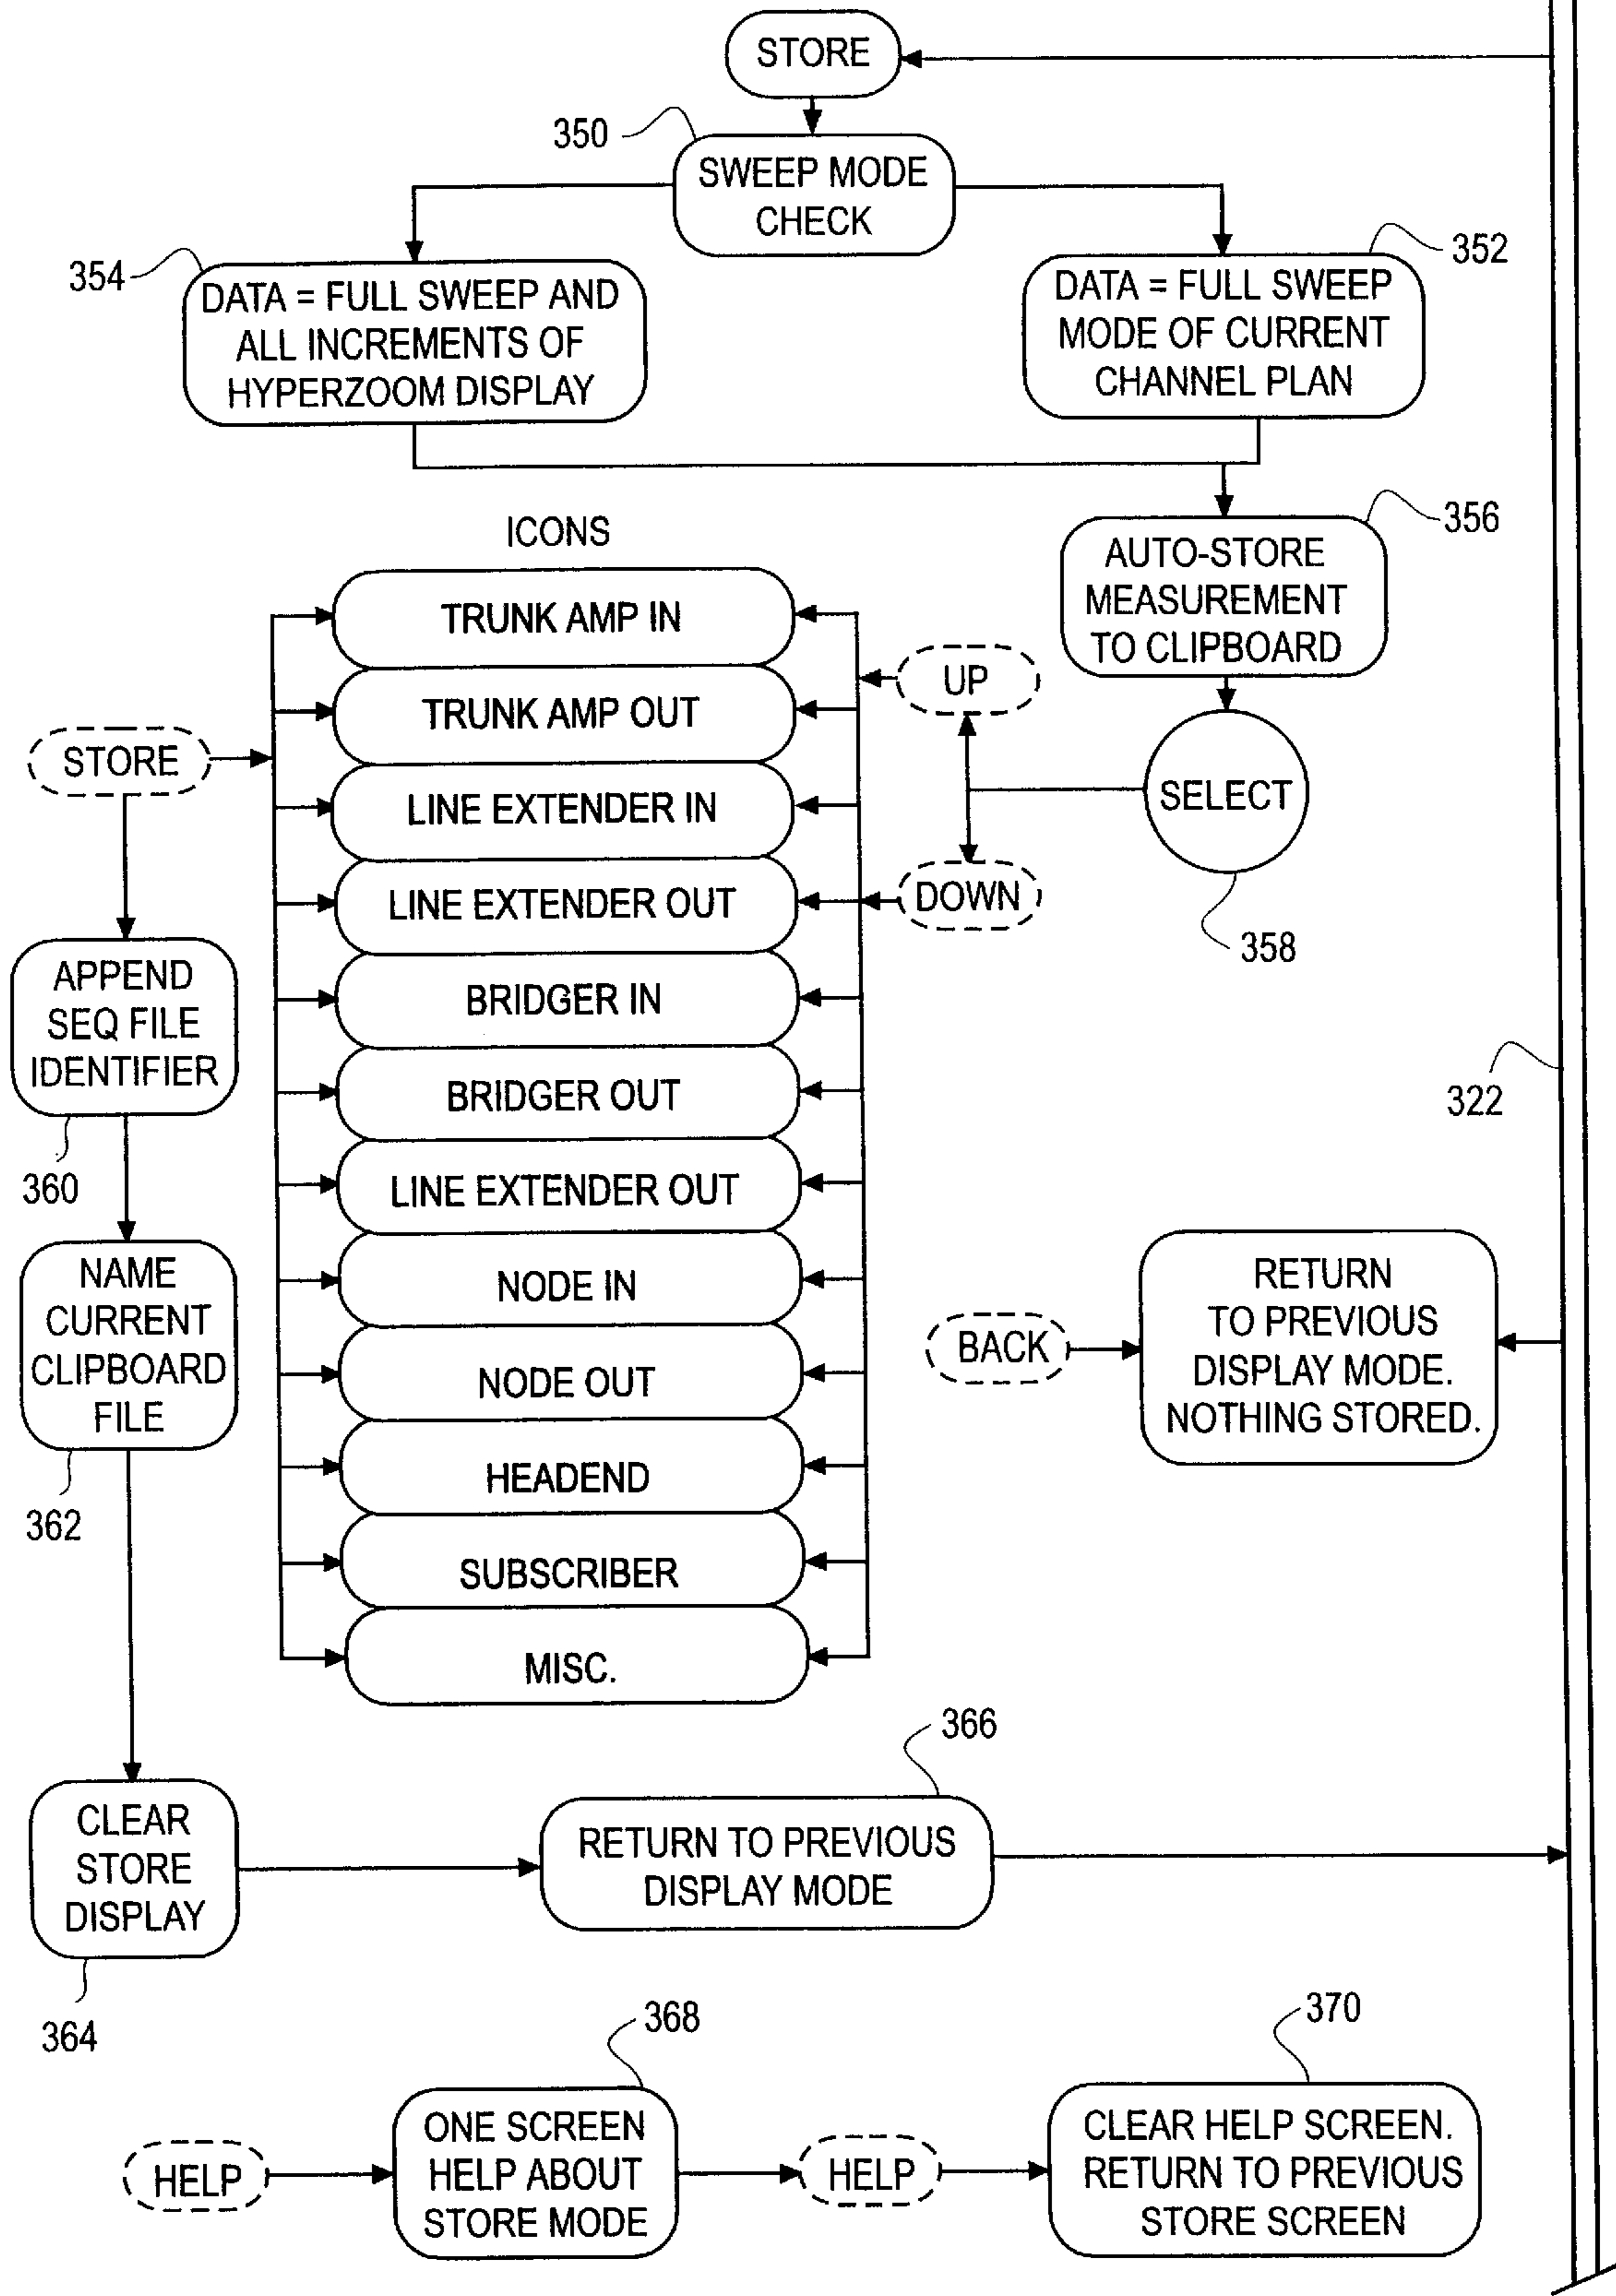 STORE
350
SWEEP MODE
CHECK
354
DATA = FULL SWEEP AND
ALL INCREMENTS OF
HYPERZOOM DISPLAY
352
DATA = FULL SWEEP
MODE OF CURRENT
CHANNEL PLAN
356
AUTO-STORE
MEASUREMENT
TO CLIPBOARD
ICONS
TRUNK AMP IN
TRUNK AMP OUT
LINE EXTENDER IN
LINE EXTENDER OUT
BRIDGER IN
BRIDGER OUT
LINE EXTENDER OUT
NODE IN
NODE OUT
HEADEND
SUBSCRIBER
MISC.
UP
DOWN
SELECT
358
STORE
APPEND
SEQ FILE
IDENTIFIER
360
NAME
CURRENT
CLIPBOARD
FILE
362
322
BACK
RETURN
TO PREVIOUS
DISPLAY MODE.
NOTHING STORED.
CLEAR
STORE
DISPLAY
364
366
RETURN TO PREVIOUS
DISPLAY MODE
HELP
368
ONE SCREEN
HELP ABOUT
STORE MODE
HELP
370
CLEAR HELP SCREEN.
RETURN TO PREVIOUS
STORE SCREEN